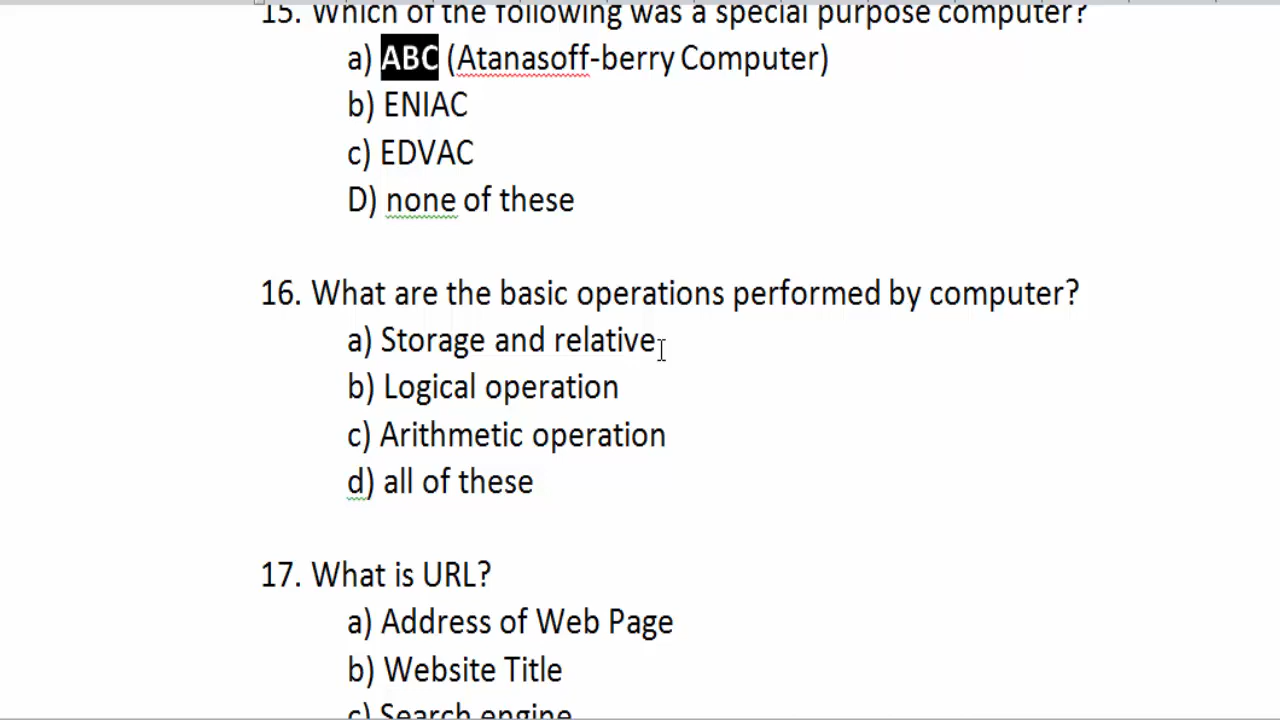 15. Which of the following was a special purpose computer?
a) ABC (Atanasoff-berry Computer)
b) ENIAC
c) EDVAC
D) none of these
16. What are the basic operations performed by computer?
a) Storage and relative
b) Logical operation
c) Arithmetic operation
d) all of these
17. What is URL?
a) Address of Web Page
b) Website Title
c) Search engine